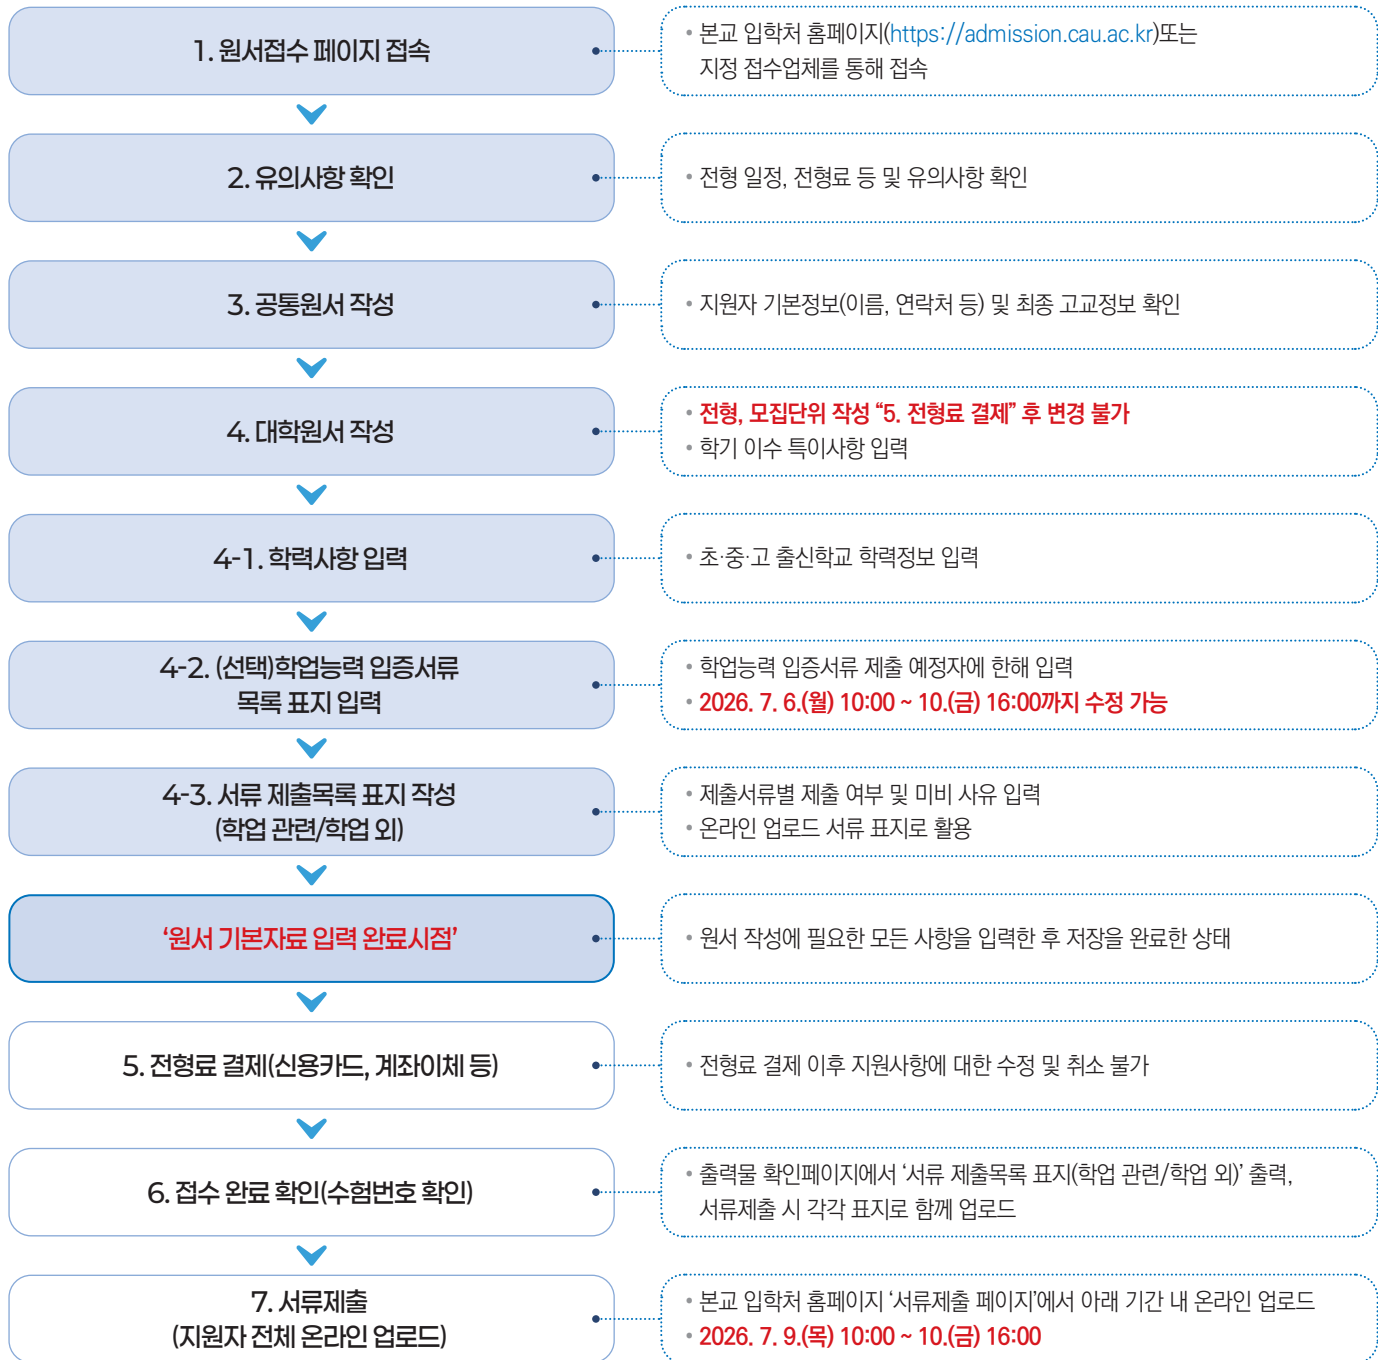 1. 원서접수 페이지 접속
• 본교 입학처 홈페이지(https://admission.cau.ac.kr)또는
지정 접수업체를 통해 접속
2. 유의사항 확인
• 전형 일정, 전형료 등 및 유의사항 확인
3. 공통원서 작성
• 지원자 기본정보(이름, 연락처 등) 및 최종 고교정보 확인
4. 대학원서 작성
• 전형, 모집단위 작성 “5. 전형료 결제” 후 변경 불가
• 학기 이수 특이사항 입력
4-1. 학력사항 입력
• 초·중·고 출신학교 학력정보 입력
4-2. (선택)학업능력 입증서류
목록 표지 입력
• 학업능력 입증서류 제출 예정자에 한해 입력
• 2026. 7. 6.(월) 10:00 ~ 10.(금) 16:00까지 수정 가능
4-3. 서류 제출목록 표지 작성
(학업 관련/학업 외)
• 제출서류별 제출 여부 및 미비 사유 입력
• 온라인 업로드 서류 표지로 활용
‘원서 기본자료 입력 완료시점’
• 원서 작성에 필요한 모든 사항을 입력한 후 저장을 완료한 상태
5. 전형료 결제(신용카드, 계좌이체 등)
• 전형료 결제 이후 지원사항에 대한 수정 및 취소 불가
6. 접수 완료 확인(수험번호 확인)
• 출력물 확인페이지에서 ‘서류 제출목록 표지(학업 관련/학업 외)’ 출력,
서류제출 시 각각 표지로 함께 업로드
7. 서류제출
(지원자 전체 온라인 업로드)
• 본교 입학처 홈페이지 ‘서류제출 페이지’에서 아래 기간 내 온라인 업로드
• 2026. 7. 9.(목) 10:00 ~ 10.(금) 16:00